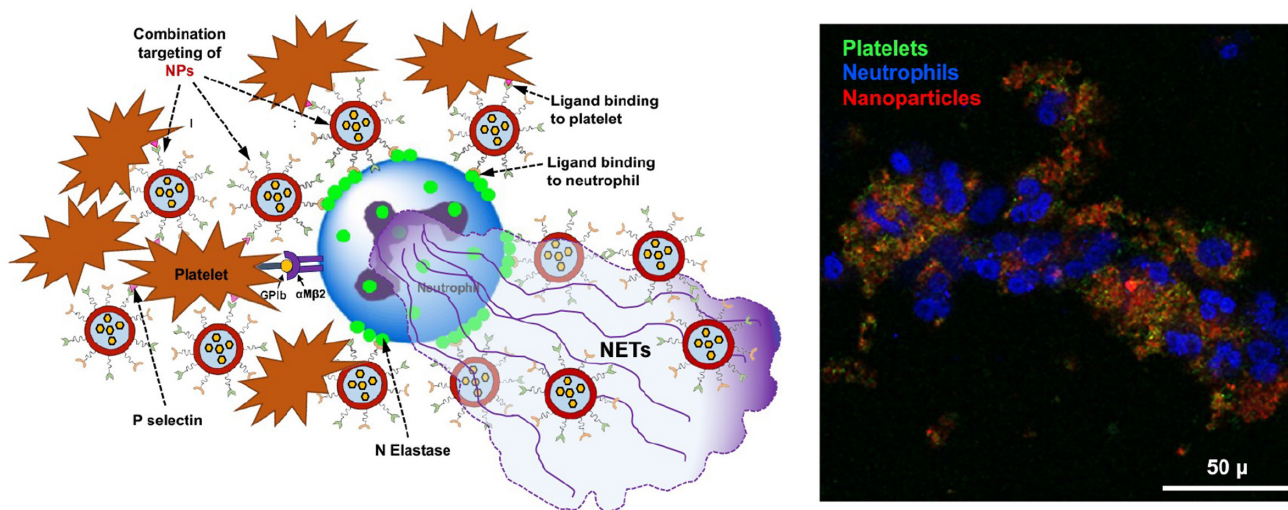 Combination
targeting of
NPs
Ligand binding
to platelet
Ligand binding
to neutrophil
Platelet
GPIb
αMβ2
Neutrophil
NETs
P selectin
N Elastase
Platelets
Neutrophils
Nanoparticles
50 µ